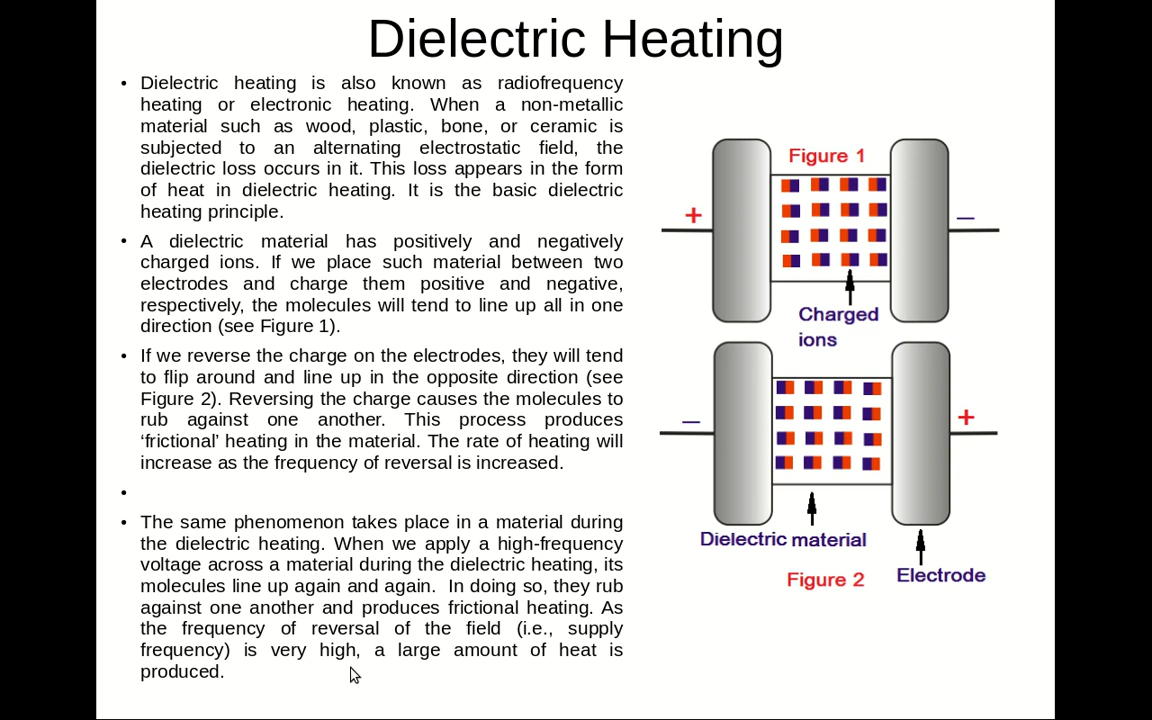 Dielectric Heating
• Dielectric heating is also known as radiofrequency
heating or electronic heating. When a non-metallic
material such as wood, plastic, bone, or ceramic is
subjected to an alternating electrostatic field, the
dielectric loss occurs in it. This loss appears in the form
of heat in dielectric heating. It is the basic dielectric
heating principle.
• A dielectric material has positively and negatively
charged ions. If we place such material between two
electrodes and charge them positive and negative,
respectively, the molecules will tend to line up all in one
direction (see Figure 1).
• If we reverse the charge on the electrodes, they will tend
to flip around and line up in the opposite direction (see
Figure 2). Reversing the charge causes the molecules to
rub against one another. This process produces
‘frictional’ heating in the material. The rate of heating will
increase as the frequency of reversal is increased.
•
• The same phenomenon takes place in a material during
the dielectric heating. When we apply a high-frequency
voltage across a material during the dielectric heating, its
molecules line up again and again. In doing so, they rub
against one another and produces frictional heating. As
the frequency of reversal of the field (i.e., supply
frequency) is very high, a large amount of heat is
produced.
Figure 1
+ –
Charged
ions
– +
Dielectric material
Electrode
Figure 2